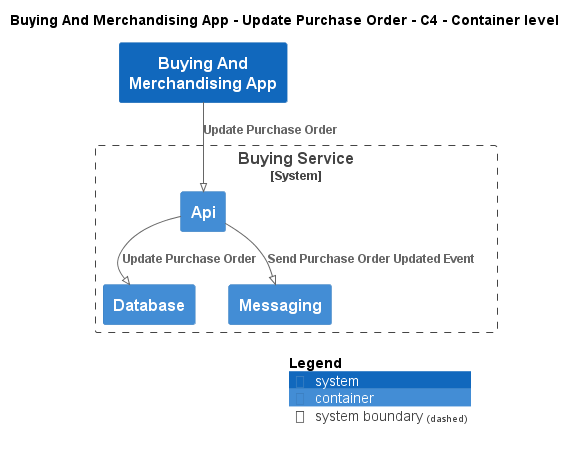 Buying And Merchandising App - Update Purchase Order - C4 - Container level
Buying And
Merchandising App
Update Purchase Order
Buying Service
[System]
Api
Update Purchase Order
Send Purchase Order Updated Event
Database
Messaging
Legend
system
container
system boundary (dashed)